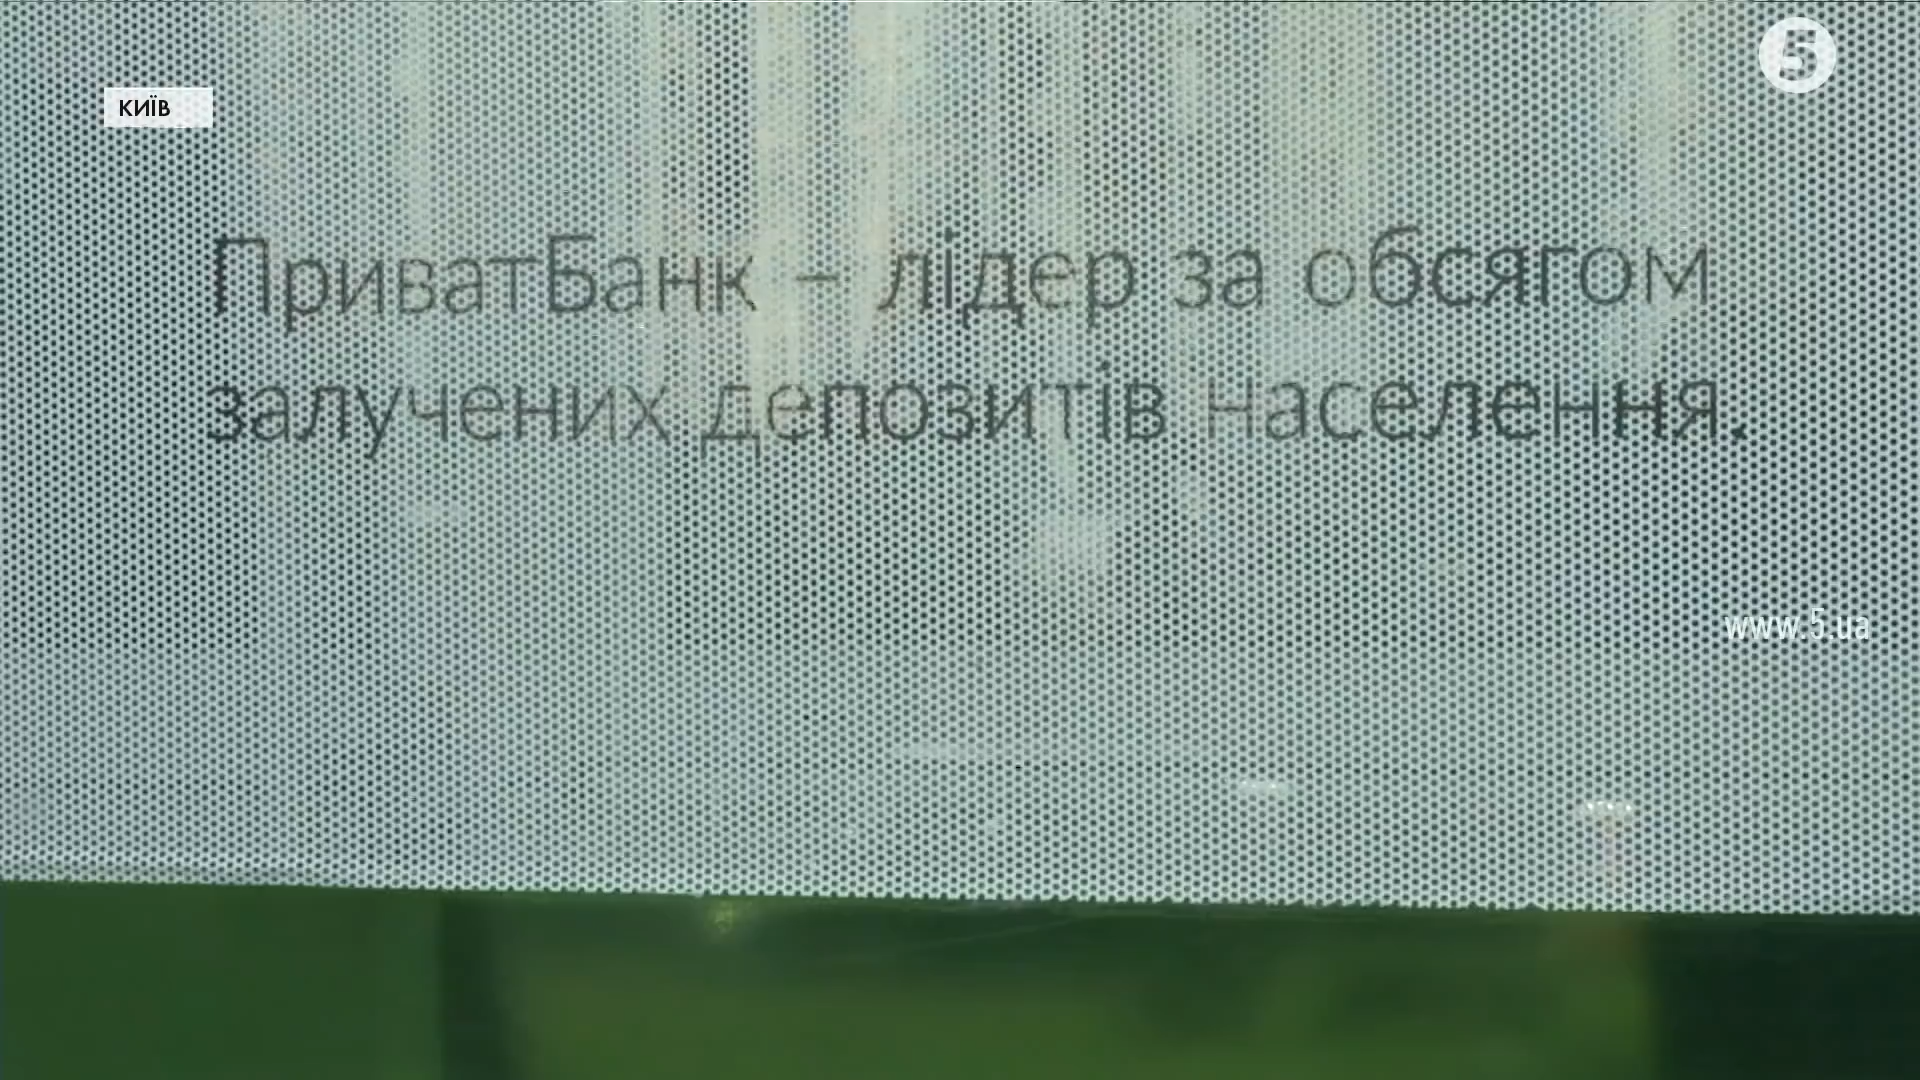 5
КИЇВ
ПриватБанк – лідер за обсягом
залучених депозитів населення.
www.5.ua